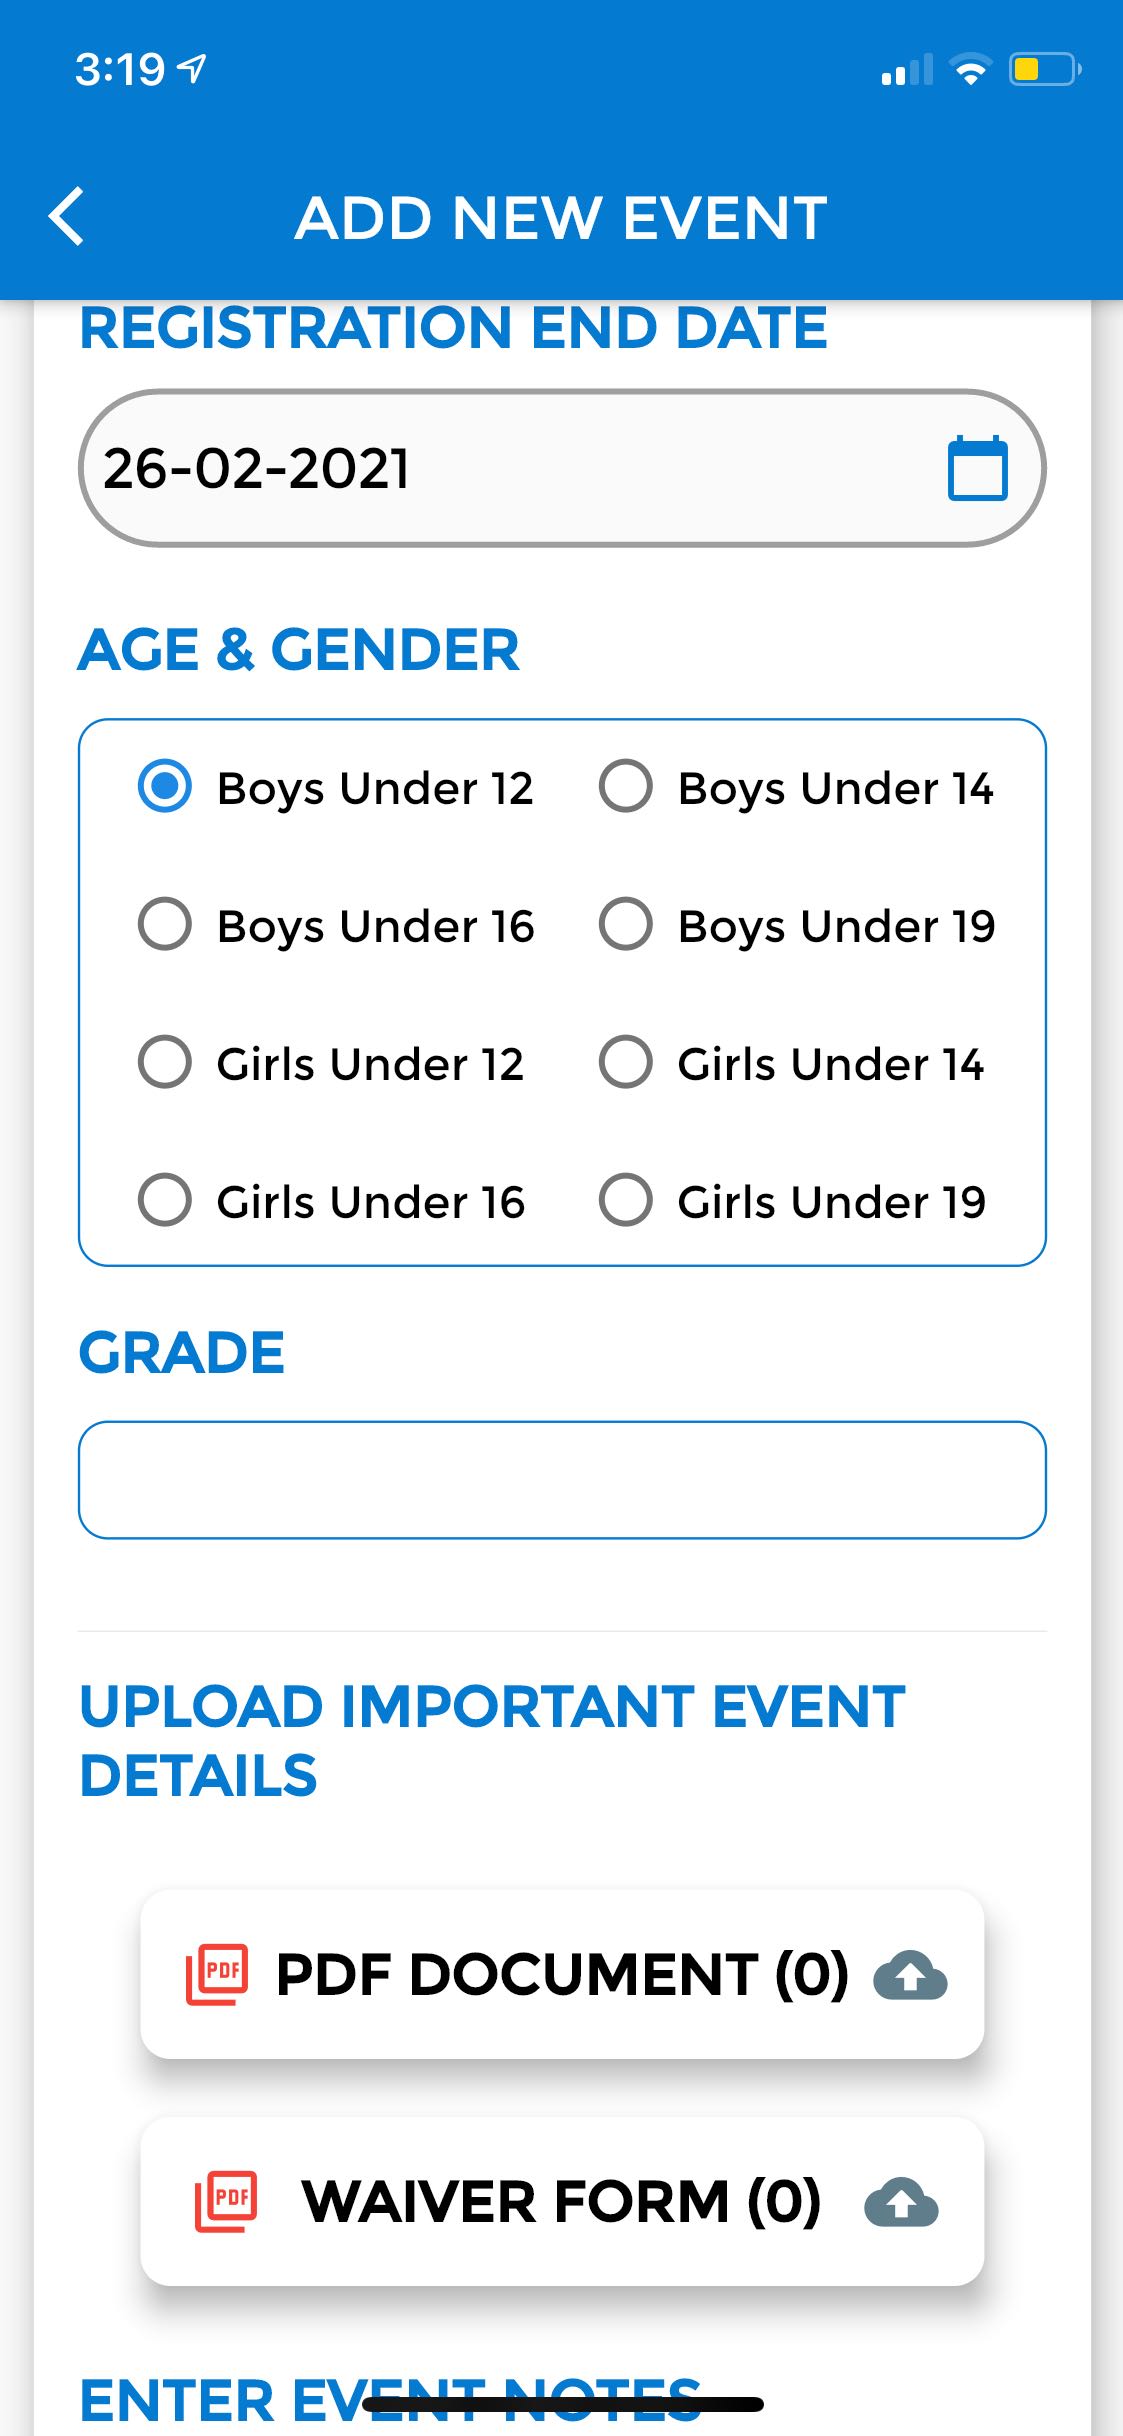 3:19
ADD NEW EVENT
REGISTRATION END DATE
26-02-2021
AGE & GENDER
Boys Under 12
Boys Under 14
Boys Under 16
Boys Under 19
Girls Under 12
Girls Under 14
Girls Under 16
Girls Under 19
GRADE
UPLOAD IMPORTANT EVENT
DETAILS
PDF
PDF DOCUMENT (0)
PDF
WAIVER FORM (0)
ENTER EVENT NOTES